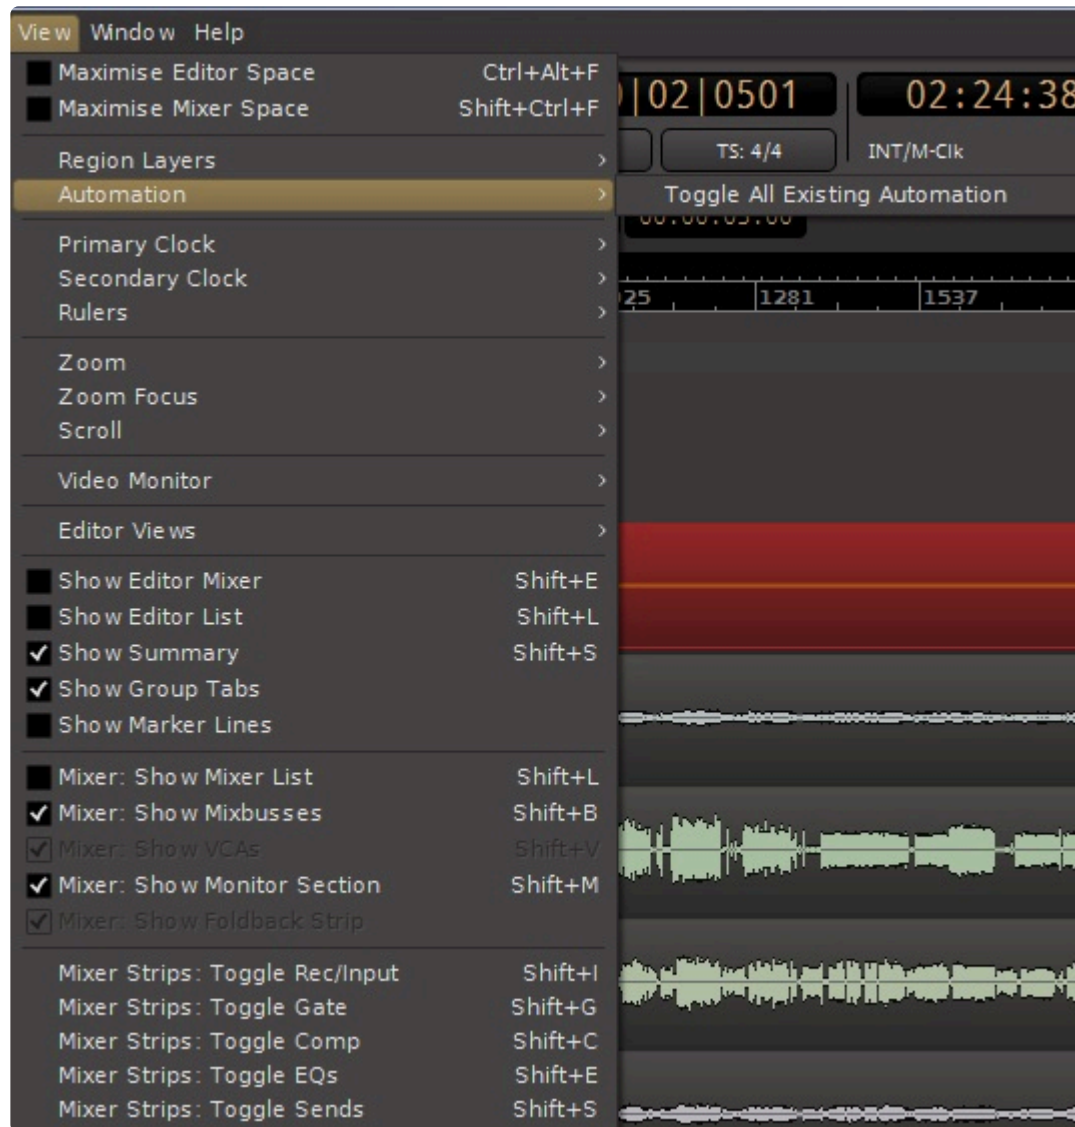 View Window Help
Maximise Editor Space Ctrl+Alt+F
Maximise Mixer Space Shift+Ctrl+F
|02|0501 02:24:38
TS: 4/4 INT/M-Clk
Region Layers >
Automation > Toggle All Existing Automation
Primary Clock >
Secondary Clock >
25 1281 1537
Rulers >
Zoom >
Zoom Focus >
Scroll >
Video Monitor >
Editor Views >
Show Editor Mixer Shift+E
Show Editor List Shift+L
Show Summary Shift+S
Show Group Tabs
Show Marker Lines
Mixer: Show Mixer List Shift+L
Mixer: Show Mixbusses Shift+B
Mixer: Show VCAs Shift+V
Mixer: Show Monitor Section Shift+M
Mixer: Show Foldback Strip
Mixer Strips: Toggle Rec/Input Shift+I
Mixer Strips: Toggle Gate Shift+G
Mixer Strips: Toggle Comp Shift+C
Mixer Strips: Toggle EQs Shift+E
Mixer Strips: Toggle Sends Shift+S